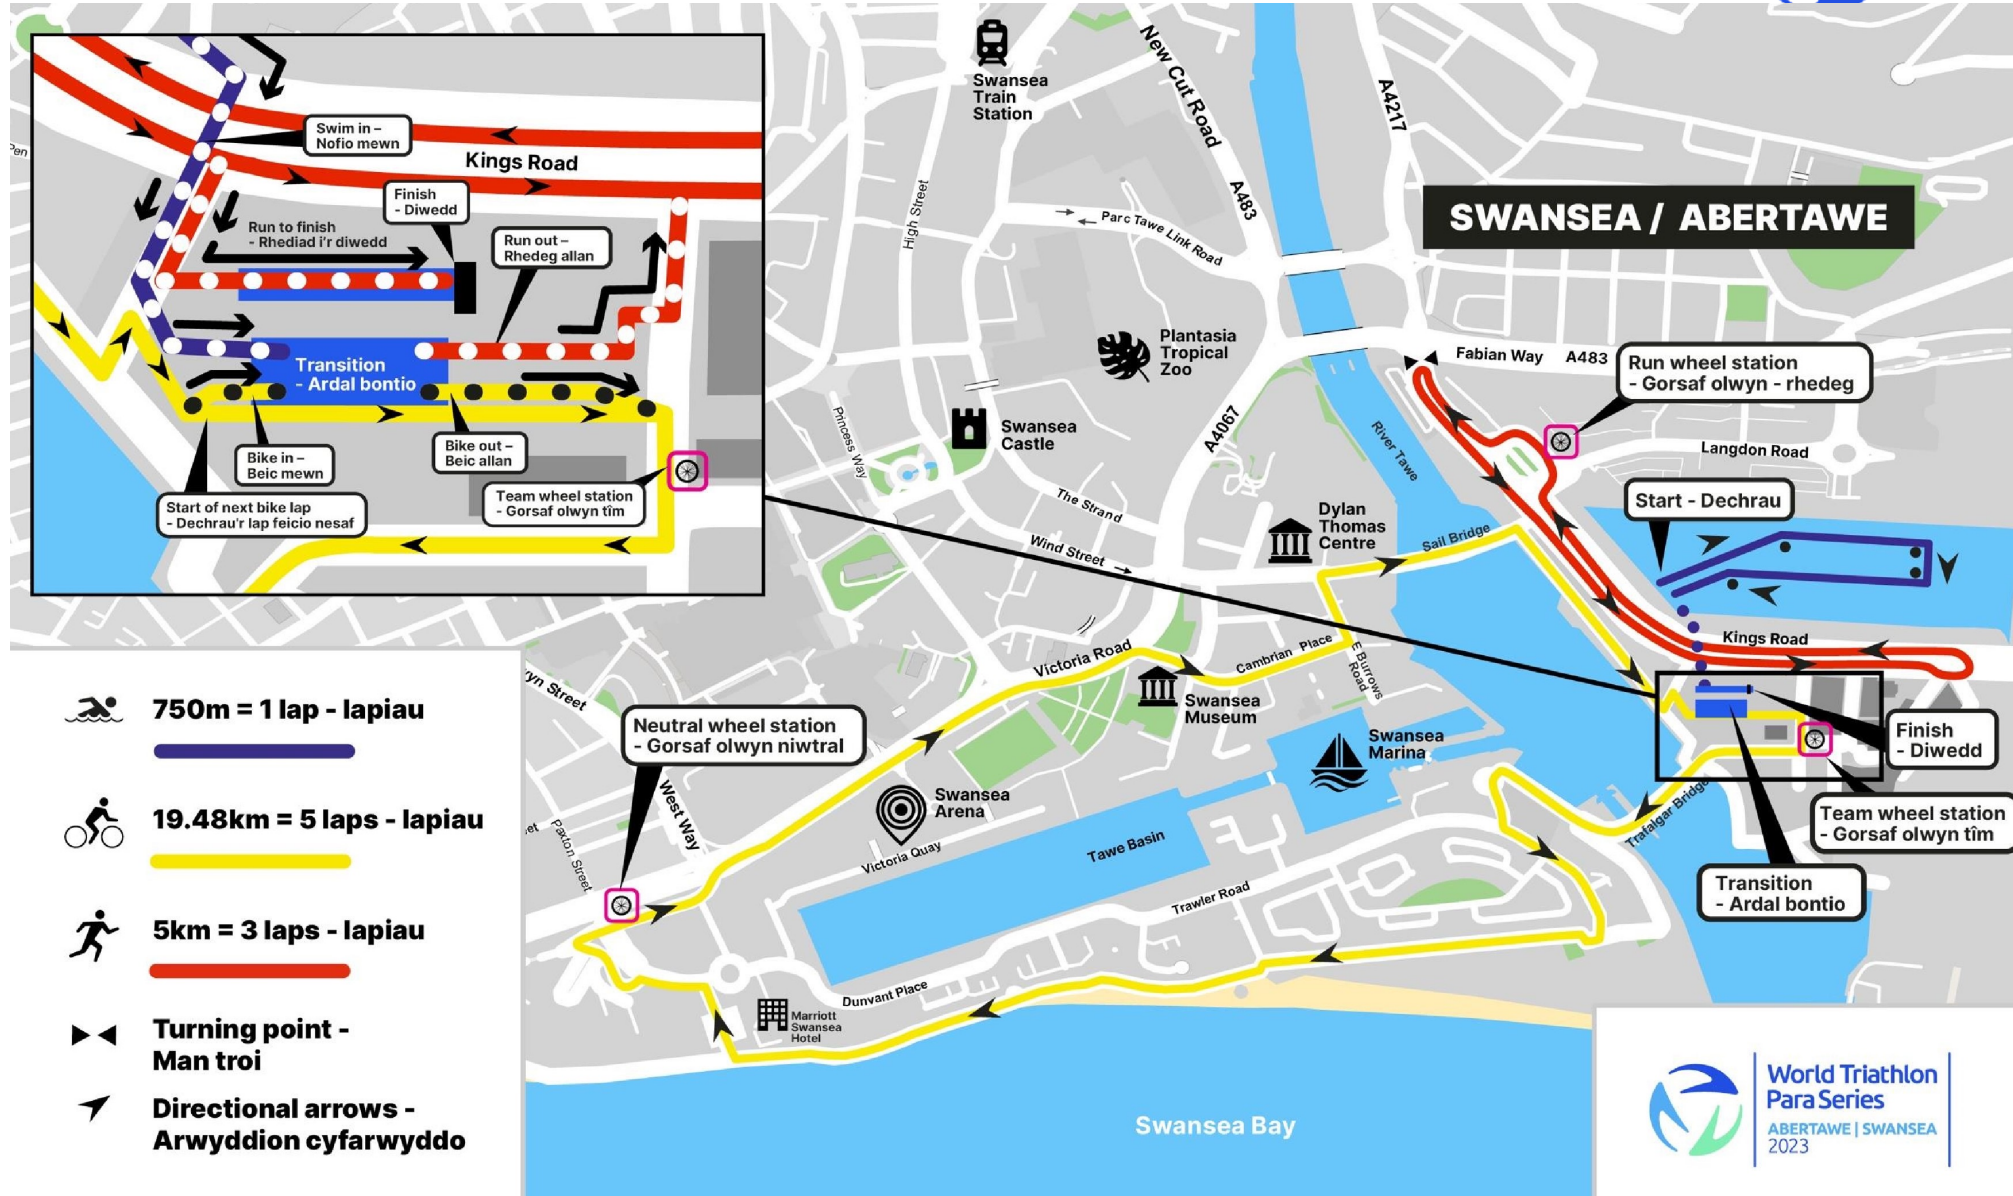 Pen
Swim in –
Nofio mewn
Kings Road
Finish
- Diwedd
Run to finish
- Rhediad i'r diwedd
Run out –
Rhedeg allan
Transition
- Ardal bontio
Bike in –
Beic mewn
Bike out –
Beic allan
Start of next bike lap
- Dechrau'r lap feicio nesaf
Team wheel station
- Gorsaf olwyn tîm
Swansea
Train
Station
New Cut Road
A483
A4217
High Street
Parc Tawe Link Road
SWANSEA / ABERTAWE
Plantasia
Tropical
Zoo
Fabian Way A483
Run wheel station
- Gorsaf olwyn - rhedeg
Swansea
Castle
Princess Way
A4067
River Tawe
Langdon Road
The Strand
Wind Street
Dylan
Thomas
Centre
Sail Bridge
Start - Dechrau
Kings Road
Victoria Road
Cambrian Place
E Burrows
Road
Swansea
Museum
yn Street
Neutral wheel station
- Gorsaf olwyn niwtral
West Way
et
Paxton Street
Swansea
Arena
Victoria Quay
Swansea
Marina
Tawe Basin
Trawler Road
Trafalgar Bridge
Finish
- Diwedd
Team wheel station
- Gorsaf olwyn tîm
Transition
- Ardal bontio
Dunvant Place
Marriott
Swansea
Hotel
Swansea Bay
750m = 1 lap - lapiau
19.48km = 5 laps - lapiau
5km = 3 laps - lapiau
Turning point -
Man troi
Directional arrows -
Arwyddion cyfarwyddo
World Triathlon
Para Series
ABERTAWE | SWANSEA
2023